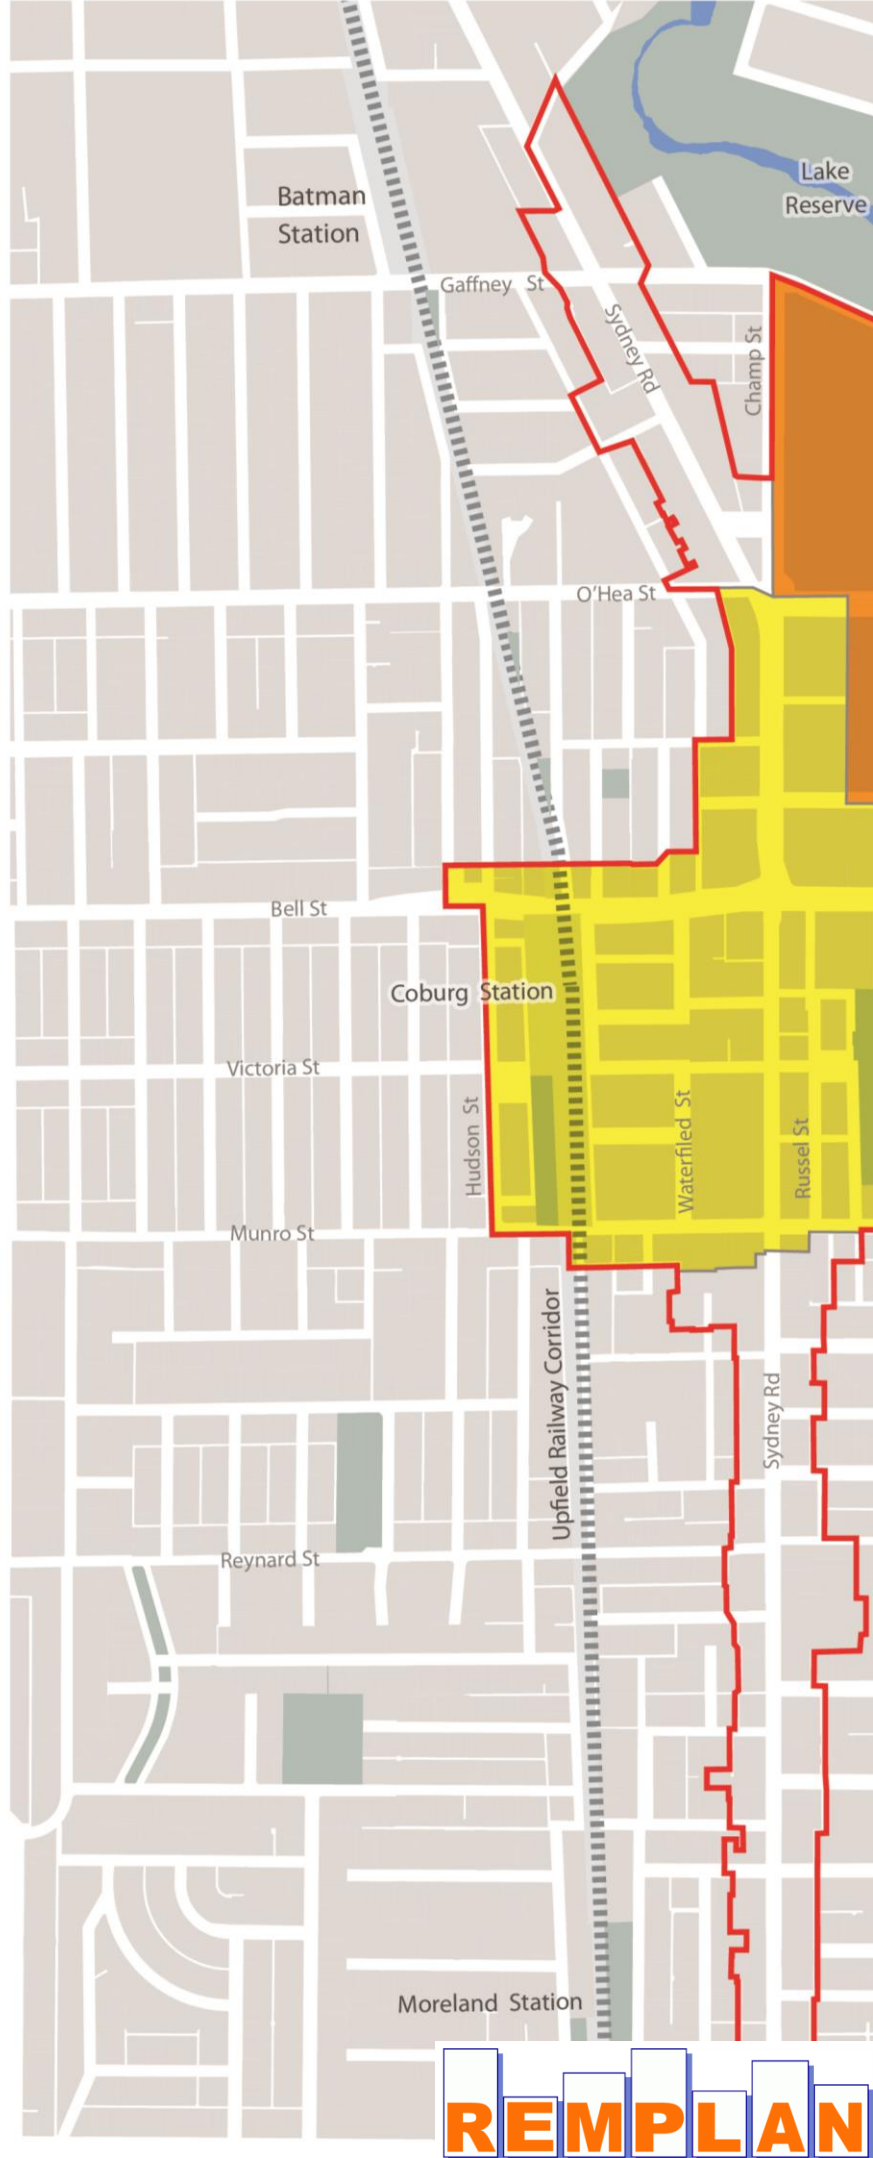 Lake
Reserve
Batman
Station
Gaffney St
Sydney Rd
Champ St
O'Hea St
Bell St
Coburg Station
Victoria St
Hudson St
Waterfiled St
Russel St
Munro St
Upfield Railway Corridor
Sydney Rd
Reynard St
Moreland Station
REMPLAN